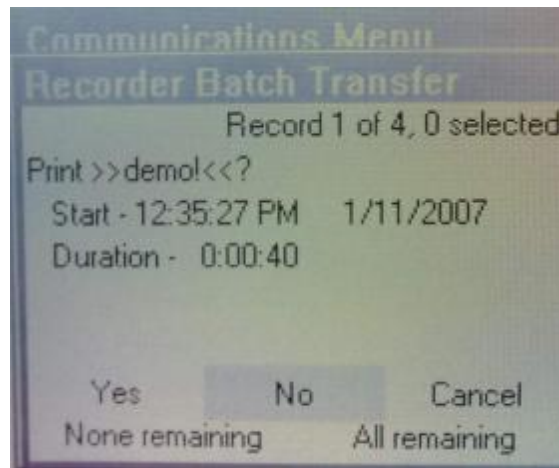 Communications Menu
Recorder Batch Transfer
Record 1 of 4, 0 selected
Print >>demo!<<?
Start - 12:35:27 PM 1/11/2007
Duration - 0:00:40
Yes No Cancel
None remaining All remaining